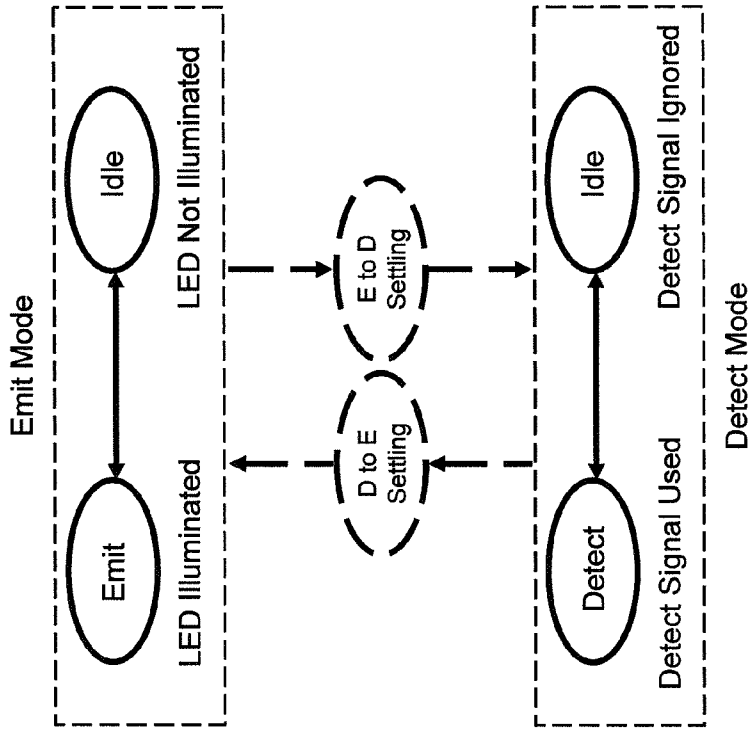 Emit Mode
Emit
Idle
LED Illuminated
LED Not Illuminated
D to E
Settling
E to D
Settling
Detect
Idle
Detect Signal Used
Detect Signal Ignored
Detect Mode